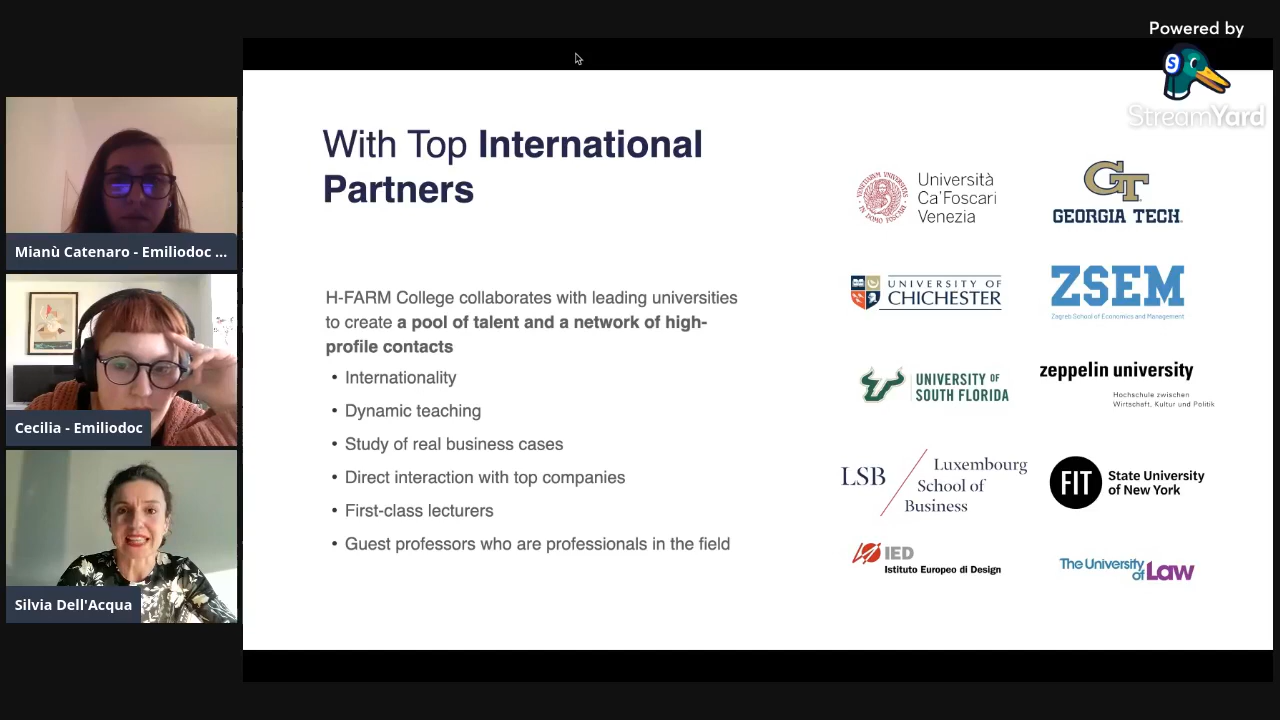 Powered by
S
StreamYard
Mianù Catenaro - Emiliodoc ...
Cecilia - Emiliodoc
Silvia Dell'Acqua
With Top International
Partners
H-FARM College collaborates with leading universities
to create a pool of talent and a network of high-
profile contacts
• Internationality
• Dynamic teaching
• Study of real business cases
• Direct interaction with top companies
• First-class lecturers
• Guest professors who are professionals in the field
Università
Ca'Foscari
Venezia
GT
GEORGIA TECH
UNIVERSITY OF
CHICHESTER
ZSEM
Zagreb School of Economics and Management
UNIVERSITY OF
SOUTH FLORIDA
zeppelin university
Hochschule zwischen
Wirtschaft, Kultur und Politik
LSB
Luxembourg
School of
Business
FIT
State University
of New York
IED
Istituto Europeo di Design
The University
of Law